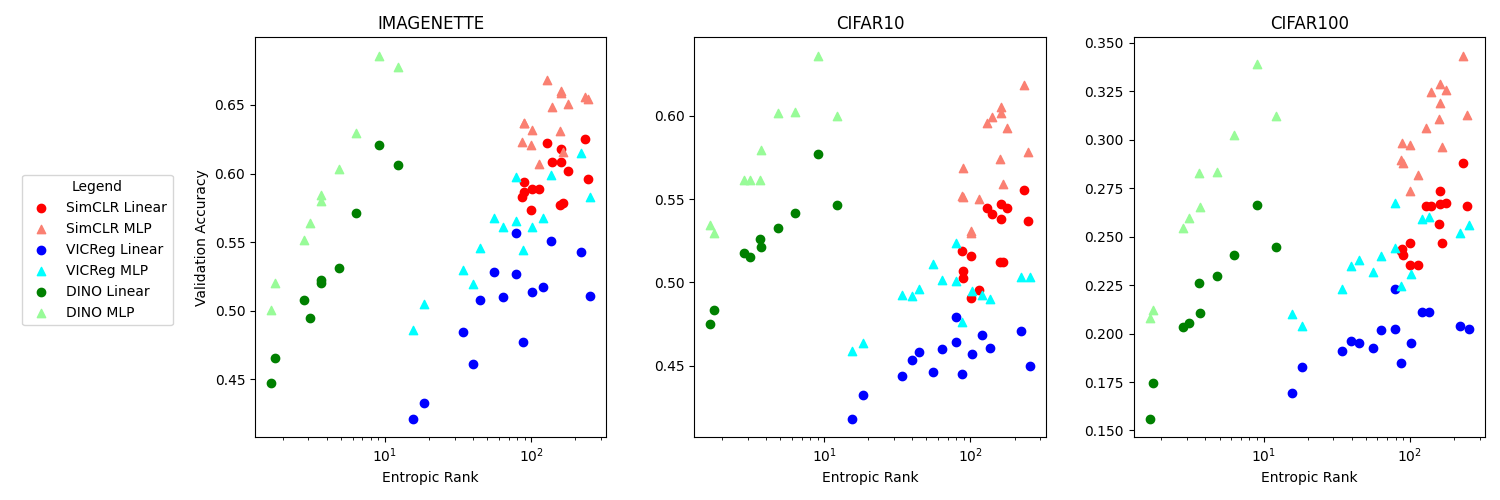 IMAGENETTE
CIFAR10
CIFAR100
Legend
SimCLR Linear
SimCLR MLP
VICReg Linear
VICReg MLP
DINO Linear
DINO MLP
Validation Accuracy
0.65
0.60
0.55
0.50
0.45
10¹
10²
Entropic Rank
0.60
0.55
0.50
0.45
10¹
10²
Entropic Rank
0.350
0.325
0.300
0.275
0.250
0.225
0.200
0.175
0.150
10¹
10²
Entropic Rank